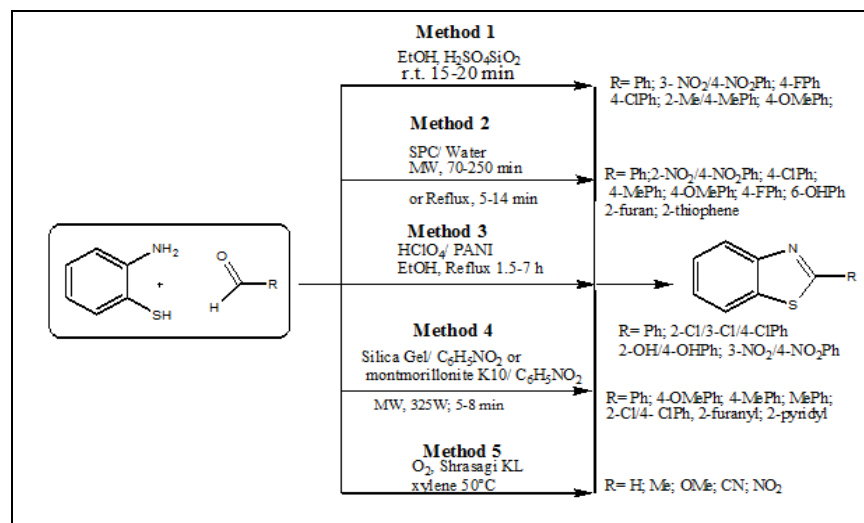 Method 1
EtOH, H₂SO₄SiO₂
r.t. 15-20 min
R= Ph; 3- NO₂/4-NO₂Ph; 4-FPh
4-ClPh; 2-Me/4-MePh; 4-OMePh;
Method 2
SPC/ Water
MW, 70-250 min
or Reflux, 5-14 min
R= Ph;2-NO₂/4-NO₂Ph; 4-ClPh;
4-MePh; 4-OMePh; 4-FPh; 6-OHPh
2-furan; 2-thiophene
Method 3
HClO₄/ PANI
EtOH, Reflux 1.5-7 h
NH₂
SH
+
O
H
R
N
S
R
R= Ph; 2-Cl/3-Cl/4-ClPh
2-OH/4-OHPh; 3-NO₂/4-NO₂Ph
Method 4
Silica Gel/ C₆H₅NO₂ or
montmorillonite K10/ C₆H₅NO₂
MW, 325W; 5-8 min
R= Ph; 4-OMePh; 4-MePh; MePh;
2-Cl/4- ClPh, 2-furanyl; 2-pyridyl
Method 5
O₂, Shrasagi KL
xylene 50°C
R= H; Me; OMe; CN; NO₂